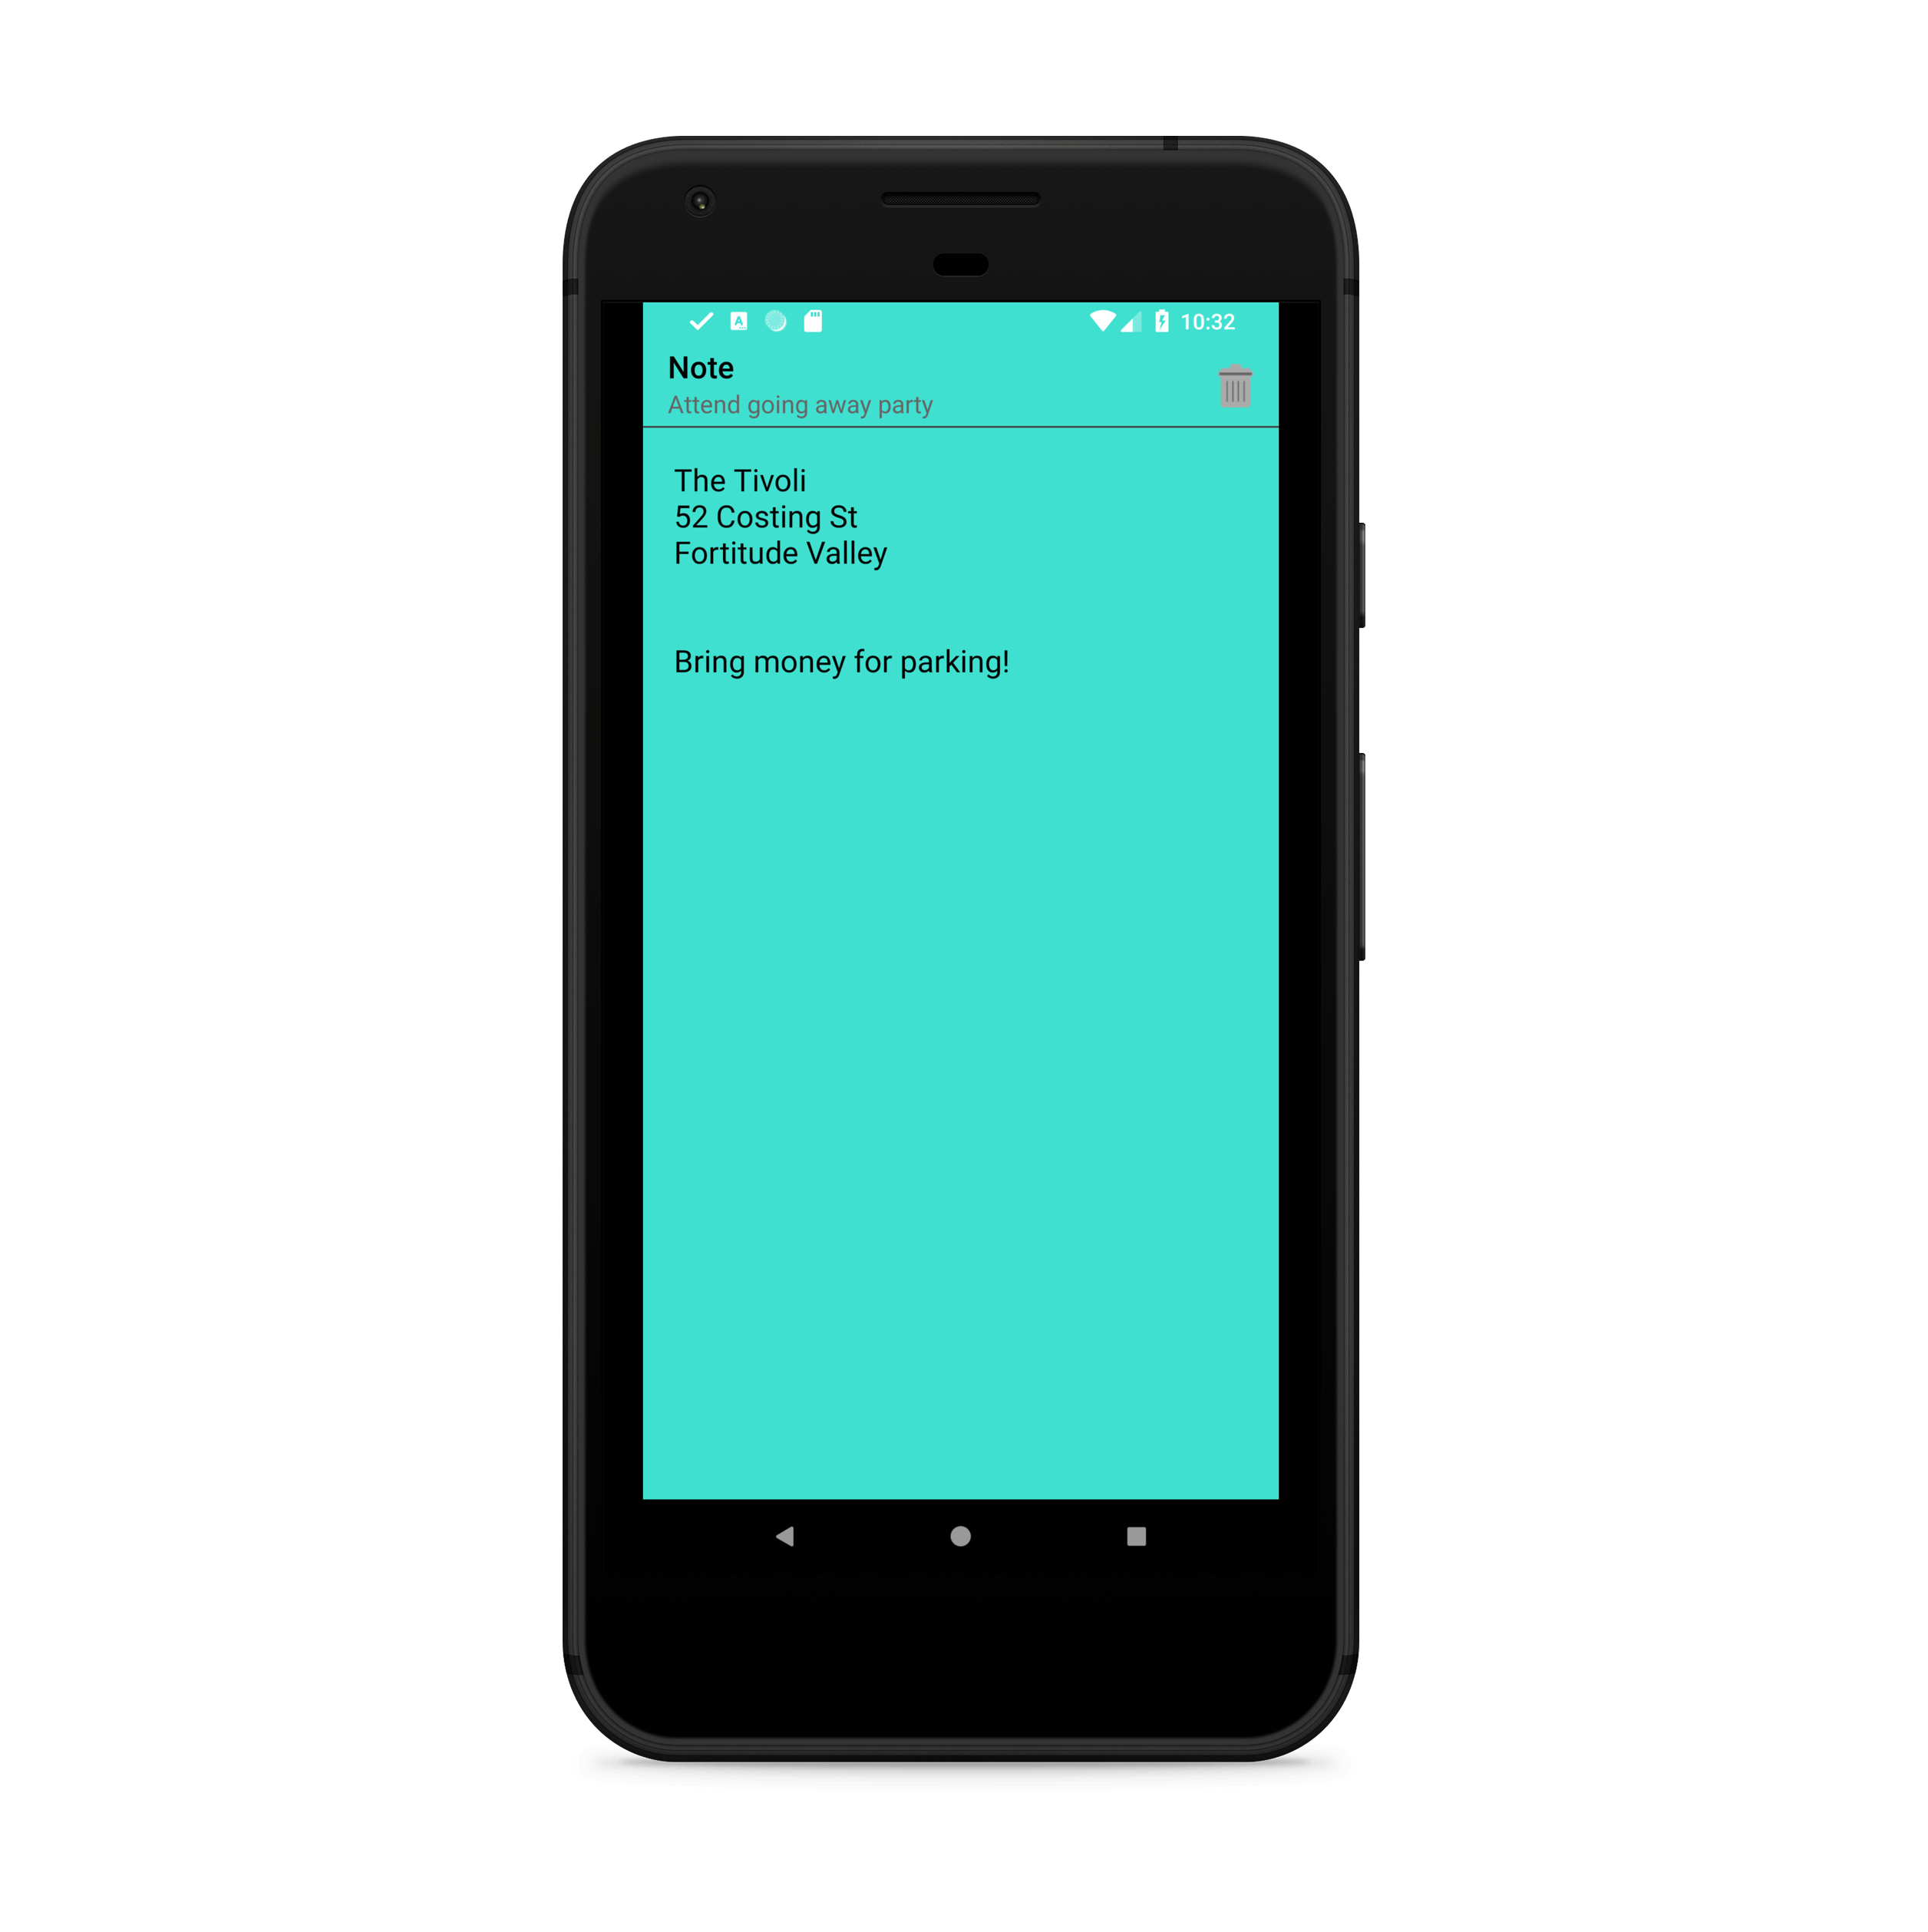 10:32
Note
Attend going away party
The Tivoli
52 Costing St
Fortitude Valley
Bring money for parking!